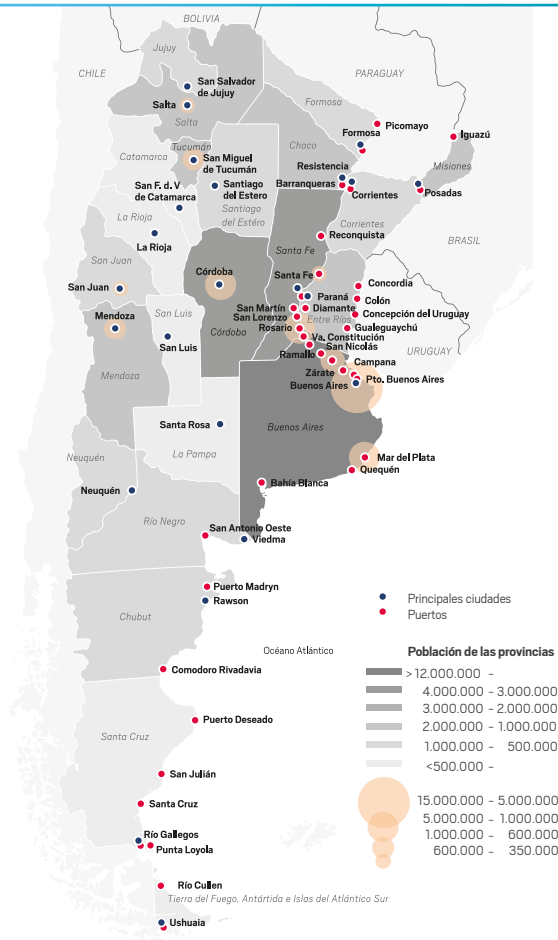 BOLIVIA
Jujuy
CHILE
PARAGUAY
San Salvador
de Jujuy
Salta
Salta
Formosa
Picomayo
Formosa
Iguazú
Chaco
Tucumán
Catamarca
San Miguel
de Tucumán
Resistencia
Misiones
San F. d. V
de Catamarca
Santiago
del Estero
Barranqueras
Corrientes
Posadas
Santiago
del Estéro
La Rioja
Corrientes
La Rioja
Reconquista
BRASIL
Santa Fe
San Juan
Córdoba
Santa Fe
San Juan
Concordia
Paraná
Colón
San Martín
Diamante
Mendoza
San Luis
San Lorenzo
Entre Ríos
Concepción del Uruguay
Rosario
Gualeguaychú
Córdoba
Va. Constitución
San Luis
San Nicolás
URUGUAY
Ramallo
Campana
Mendoza
Zárate
Pto. Buenos Aires
Buenos Aires
Santa Rosa
Buenos Aires
La Pampa
Neuquén
Mar del Plata
Quequén
Bahía Blanca
Neuquén
Río Negro
San Antonio Oeste
Viedma
Puerto Madryn
Rawson
Chubut
Principales ciudades
Puertos
Océano Atlántico
Población de las provincias
Comodoro Rivadavia
>12.000.000 -
4.000.000 - 3.000.000
3.000.000 - 2.000.000
2.000.000 - 1.000.000
1.000.000 - 500.000
<500.000 -
Puerto Deseado
Santa Cruz
San Julián
Santa Cruz
15.000.000 - 5.000.000
5.000.000 - 1.000.000
1.000.000 - 600.000
600.000 - 350.000
Río Gallegos
Punta Loyola
Río Cullen
Tierra del Fuego, Antártida e Islas del Atlántico Sur
Ushuaia